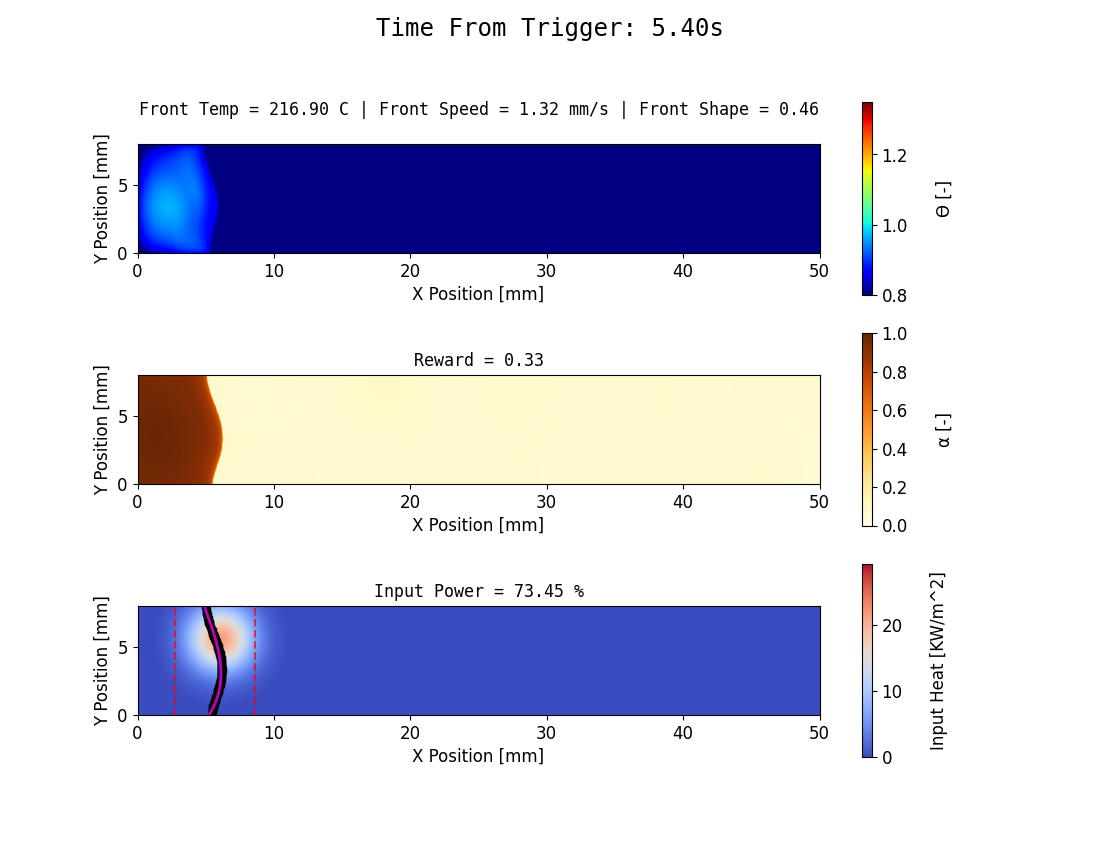 Time From Trigger: 5.40s
Front Temp = 216.90 C | Front Speed = 1.32 mm/s | Front Shape = 0.46
Y Position [mm]
5
0
0 10 20 30 40 50
X Position [mm]
1.2
1.0
0.8
Θ [-]
Reward = 0.33
Y Position [mm]
5
0
0 10 20 30 40 50
X Position [mm]
1.0
0.8
0.6
0.4
0.2
0.0
α [-]
Input Power = 73.45 %
Y Position [mm]
5
0
0 10 20 30 40 50
X Position [mm]
20
10
0
Input Heat [KW/m^2]